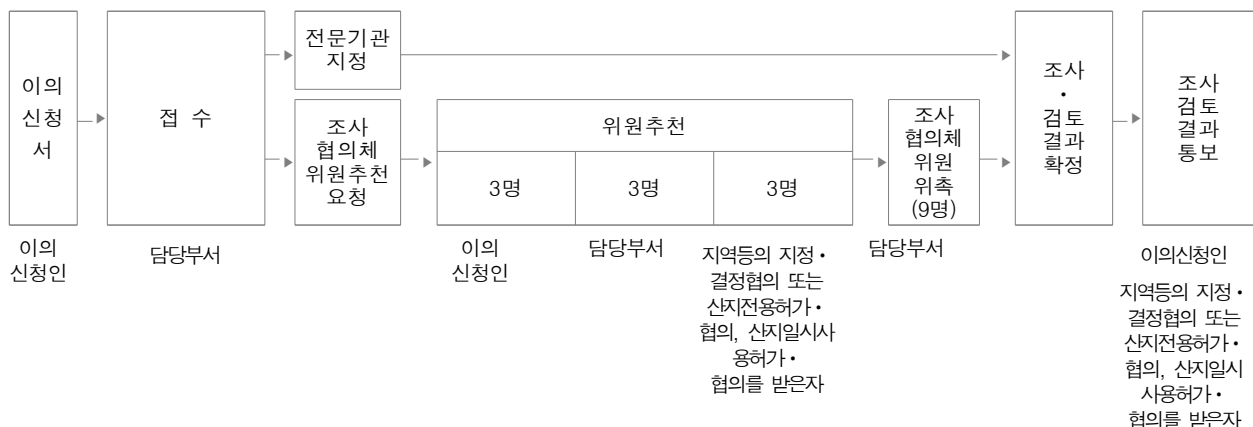 이의
신청
서
접 수
전문기관
지정
조사
협의체
위원추천
요청
위원추천
3명
3명
3명
조사
협의체
위원
위촉
(9명)
조사
•
검토
결과
확정
조사
검토
결과
통보
이의
신청인
담당부서
이의
신청인
담당부서
지역등의 지정•
결정협의 또는
산지전용허가•
협의, 산지일시사
용허가•
협의를 받은자
담당부서
이의신청인
지역등의 지정•
결정협의 또는
산지전용허가•
협의, 산지일시
사용허가•
협의를 받은자